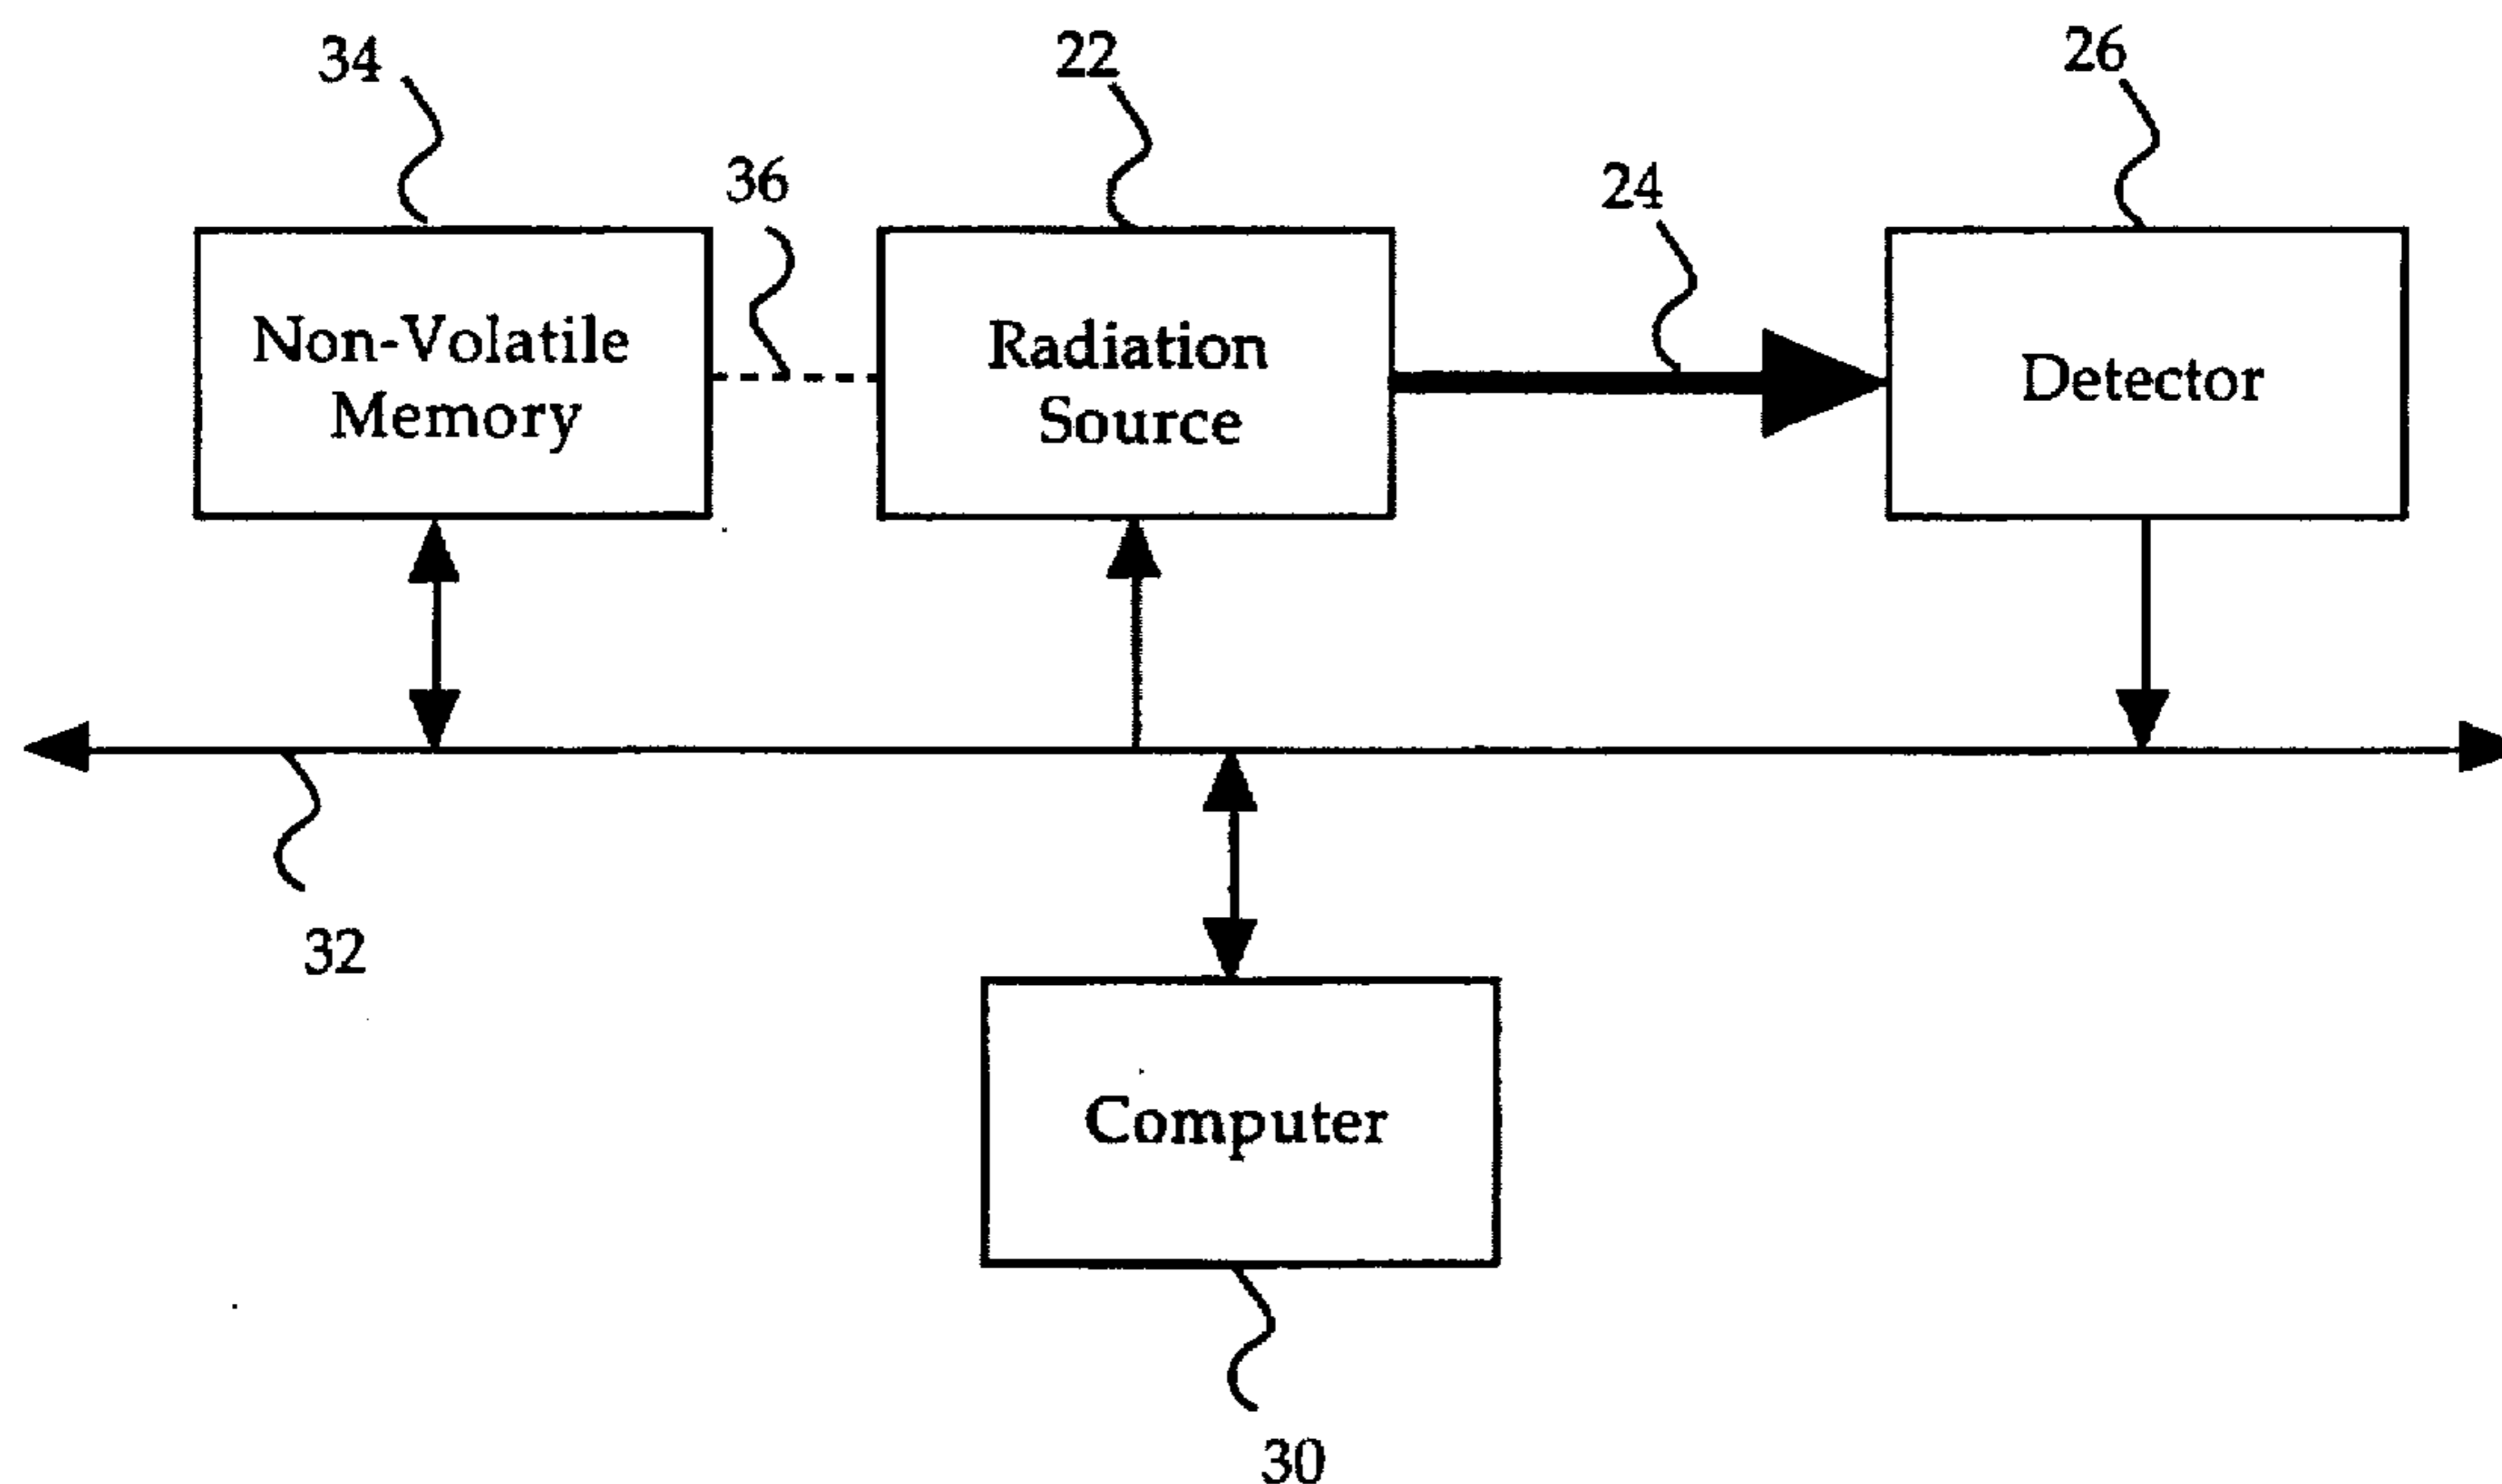 34
22
26
36
24
Non-Volatile
Memory
Radiation
Source
Detector
32
Computer
30